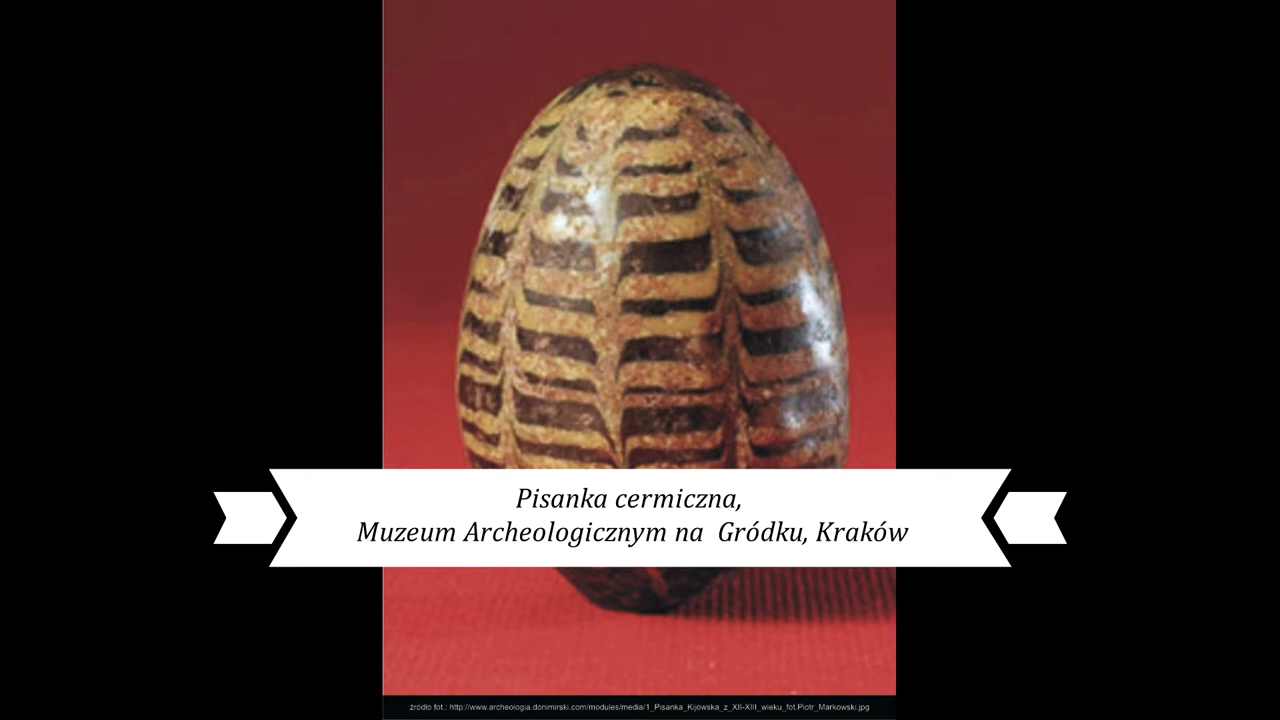 Pisanka cermiczna,
Muzeum Archeologicznym na Gródku, Kraków
źródło fot.: http://www.archeologia.donimirski.com/modules/media/1_Pisanka_Kijowska_z_XII-XIII_wieku_fot.Piotr_Markowski.jpg